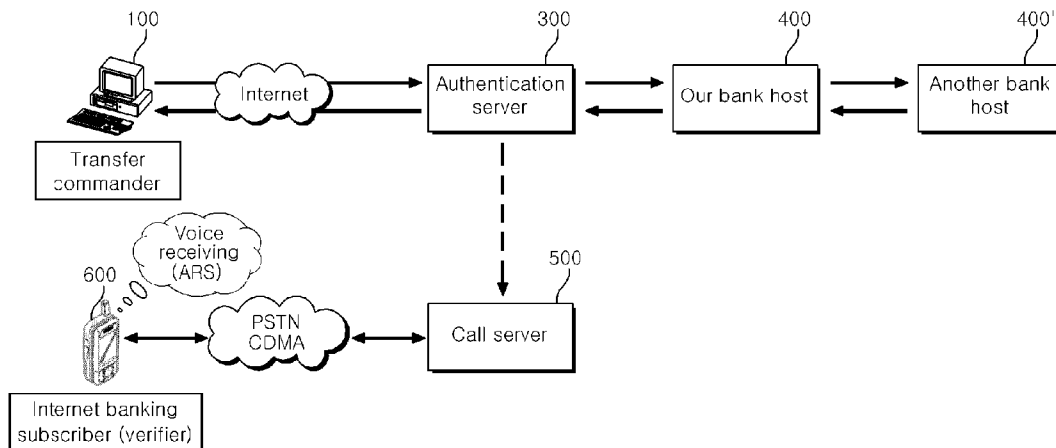 100
300
400
400'
Internet
Authentication
server
Our bank host
Another bank
host
Transfer
commander
Voice
receiving
(ARS)
600
500
PSTN
CDMA
Call server
Internet banking
subscriber (verifier)